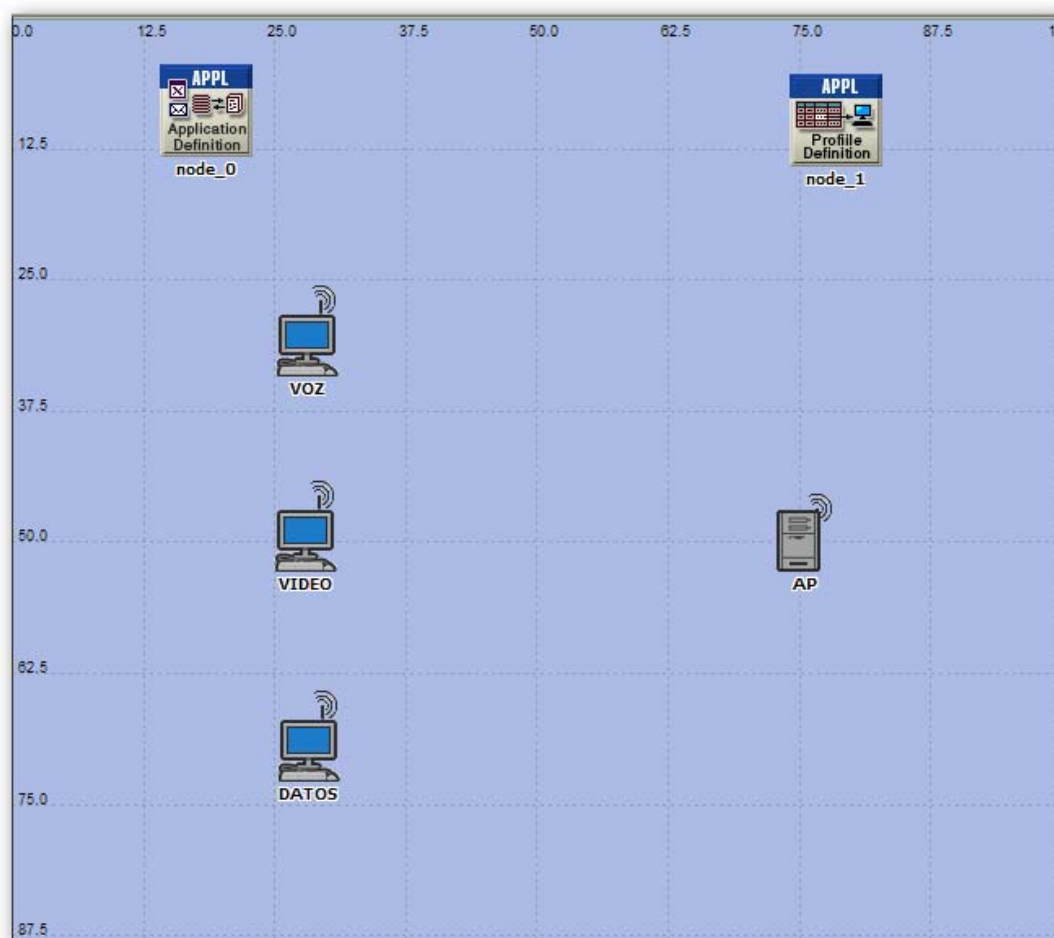 0.0 12.5 25.0 37.5 50.0 62.5 75.0 87.5
APPL
Application
Definition
node_0
APPL
Profiile
Definition
node_1
12.5
25.0
VOZ
37.5
50.0
VIDEO
AP
62.5
DATOS
75.0
87.5